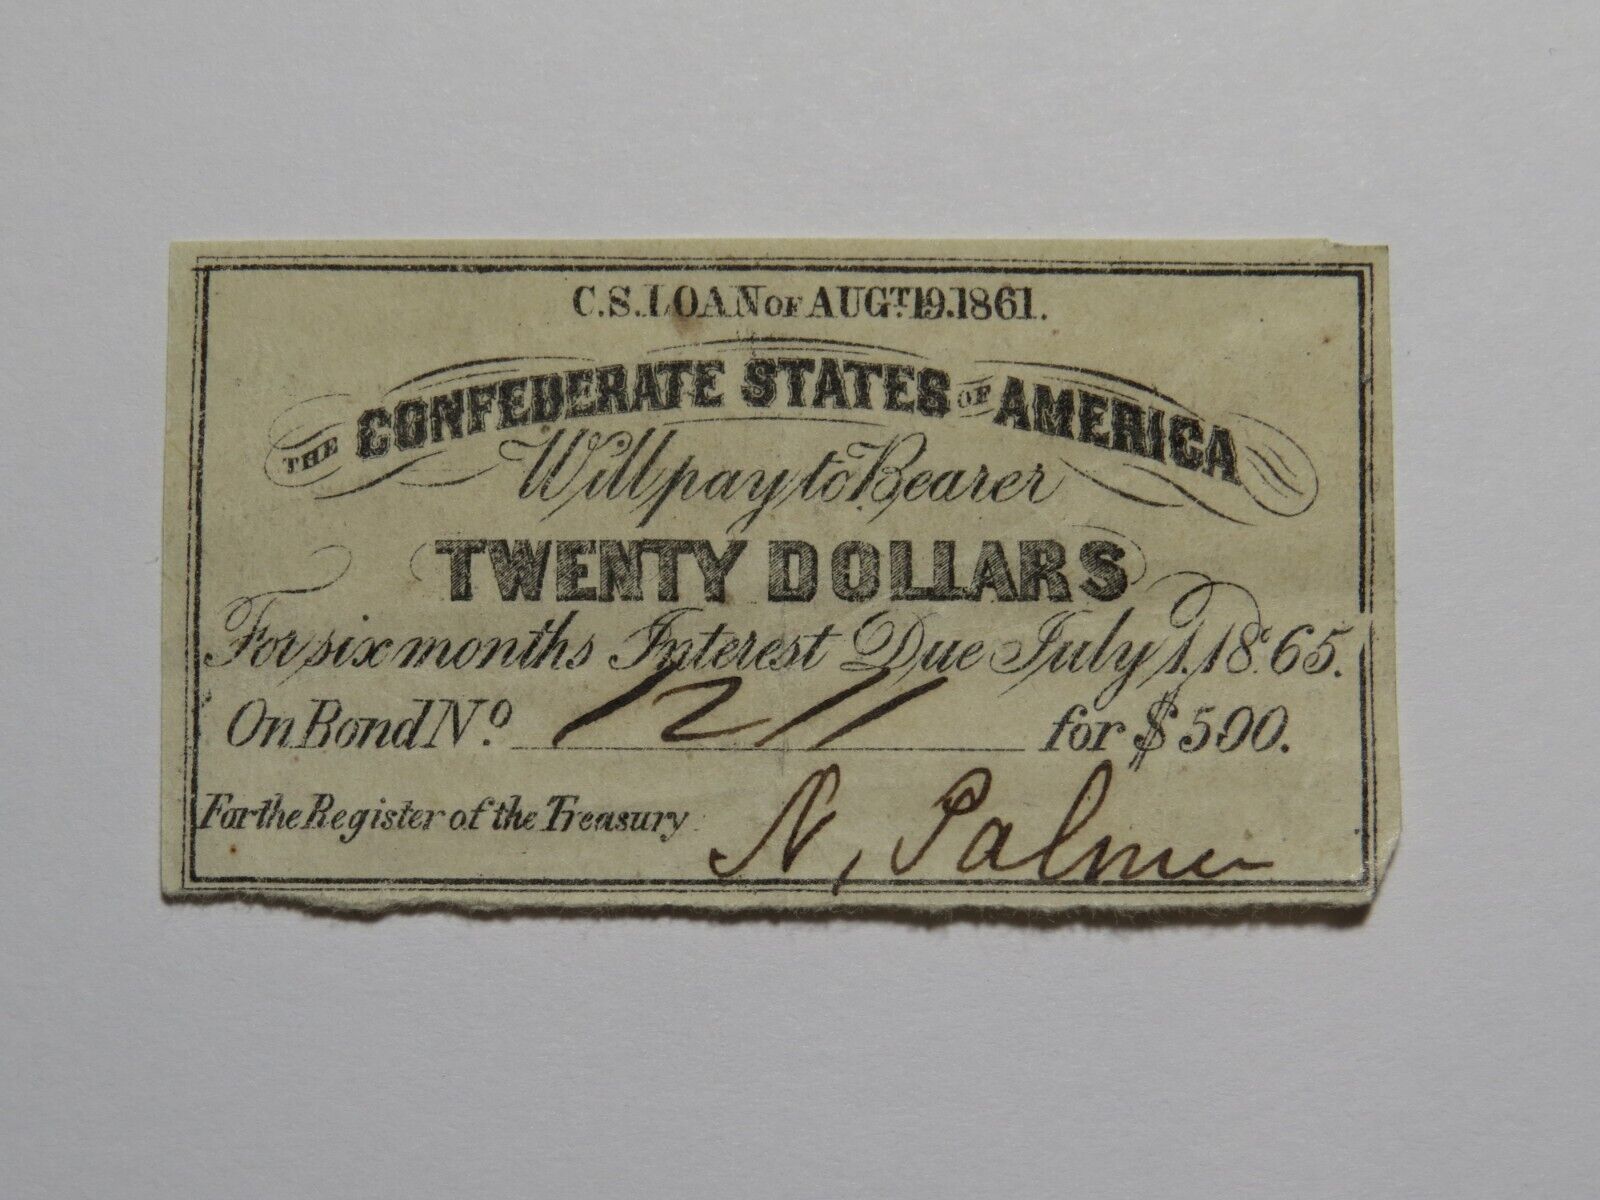 C.S. LOAN OF AUGT. 19. 1861.
THE CONFEDERATE STATES OF AMERICA
Will pay to Bearer
TWENTY DOLLARS
For six months Interest Due July 1. 1865.
On Bond No. 1211 for $500.
For the Register of the Treasury
N. Palmer